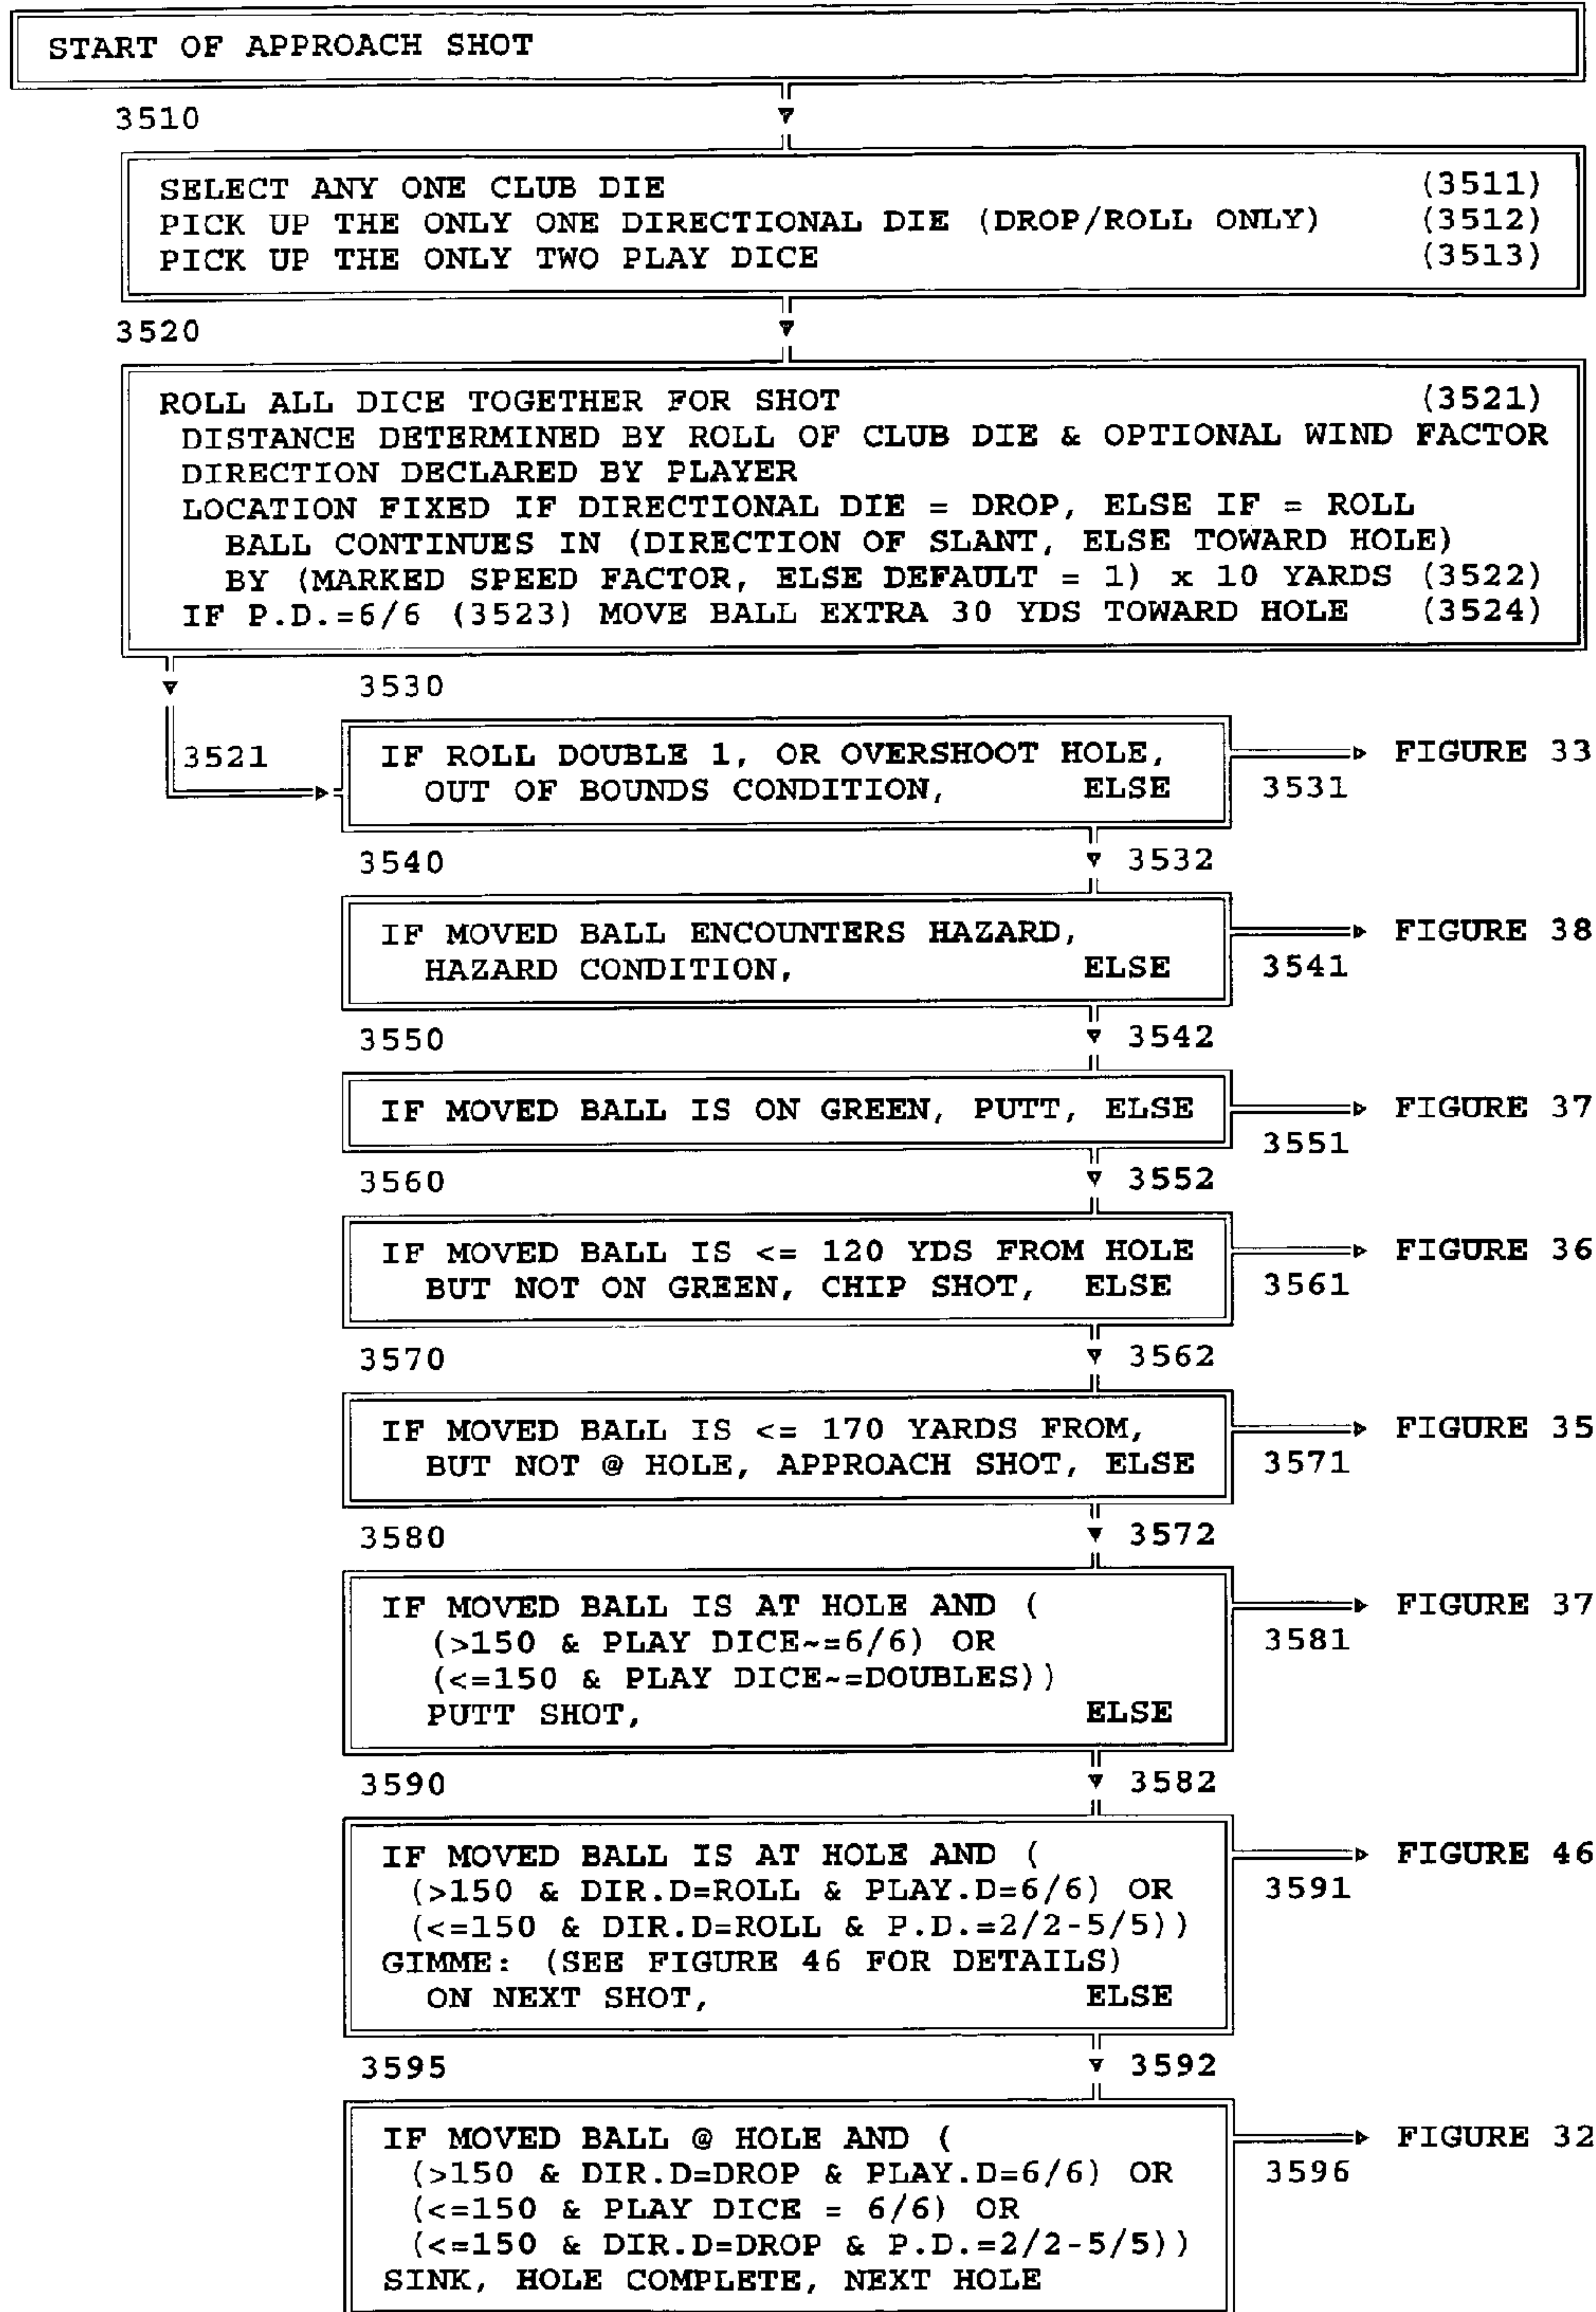 START OF APPROACH SHOT
3510
SELECT ANY ONE CLUB DIE (3511)
PICK UP THE ONLY ONE DIRECTIONAL DIE (DROP/ROLL ONLY) (3512)
PICK UP THE ONLY TWO PLAY DICE (3513)
3520
ROLL ALL DICE TOGETHER FOR SHOT (3521)
DISTANCE DETERMINED BY ROLL OF CLUB DIE & OPTIONAL WIND FACTOR
DIRECTION DECLARED BY PLAYER
LOCATION FIXED IF DIRECTIONAL DIE = DROP, ELSE IF = ROLL
BALL CONTINUES IN (DIRECTION OF SLANT, ELSE TOWARD HOLE)
BY (MARKED SPEED FACTOR, ELSE DEFAULT = 1) x 10 YARDS (3522)
IF P.D.=6/6 (3523) MOVE BALL EXTRA 30 YDS TOWARD HOLE (3524)
3530
3521
IF ROLL DOUBLE 1, OR OVERSHOOT HOLE,
OUT OF BOUNDS CONDITION, ELSE
FIGURE 33
3531
3540
3532
IF MOVED BALL ENCOUNTERS HAZARD,
HAZARD CONDITION, ELSE
FIGURE 38
3541
3550
3542
IF MOVED BALL IS ON GREEN, PUTT, ELSE
FIGURE 37
3551
3560
3552
IF MOVED BALL IS <= 120 YDS FROM HOLE
BUT NOT ON GREEN, CHIP SHOT, ELSE
FIGURE 36
3561
3570
3562
IF MOVED BALL IS <= 170 YARDS FROM,
BUT NOT @ HOLE, APPROACH SHOT, ELSE
FIGURE 35
3571
3580
3572
IF MOVED BALL IS AT HOLE AND (
(>150 & PLAY DICE~=6/6) OR
(<=150 & PLAY DICE~=DOUBLES))
PUTT SHOT, ELSE
FIGURE 37
3581
3590
3582
IF MOVED BALL IS AT HOLE AND (
(>150 & DIR.D=ROLL & PLAY.D=6/6) OR
(<=150 & DIR.D=ROLL & P.D.=2/2-5/5))
GIMME: (SEE FIGURE 46 FOR DETAILS)
ON NEXT SHOT, ELSE
FIGURE 46
3591
3595
3592
IF MOVED BALL @ HOLE AND (
(>150 & DIR.D=DROP & PLAY.D=6/6) OR
(<=150 & PLAY DICE = 6/6) OR
(<=150 & DIR.D=DROP & P.D.=2/2-5/5))
SINK, HOLE COMPLETE, NEXT HOLE
FIGURE 32
3596